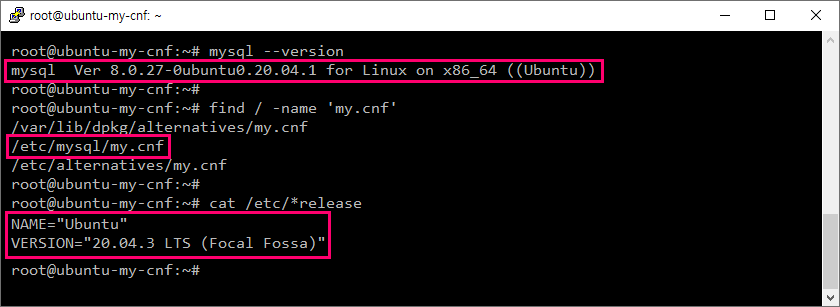 root@ubuntu-my-cnf: ~
root@ubuntu-my-cnf:~# mysql --version
mysql  Ver 8.0.27-0ubuntu0.20.04.1 for Linux on x86_64 ((Ubuntu))
root@ubuntu-my-cnf:~#
root@ubuntu-my-cnf:~# find / -name 'my.cnf'
/var/lib/dpkg/alternatives/my.cnf
/etc/mysql/my.cnf
/etc/alternatives/my.cnf
root@ubuntu-my-cnf:~#
root@ubuntu-my-cnf:~# cat /etc/*release
NAME="Ubuntu"
VERSION="20.04.3 LTS (Focal Fossa)"
root@ubuntu-my-cnf:~#